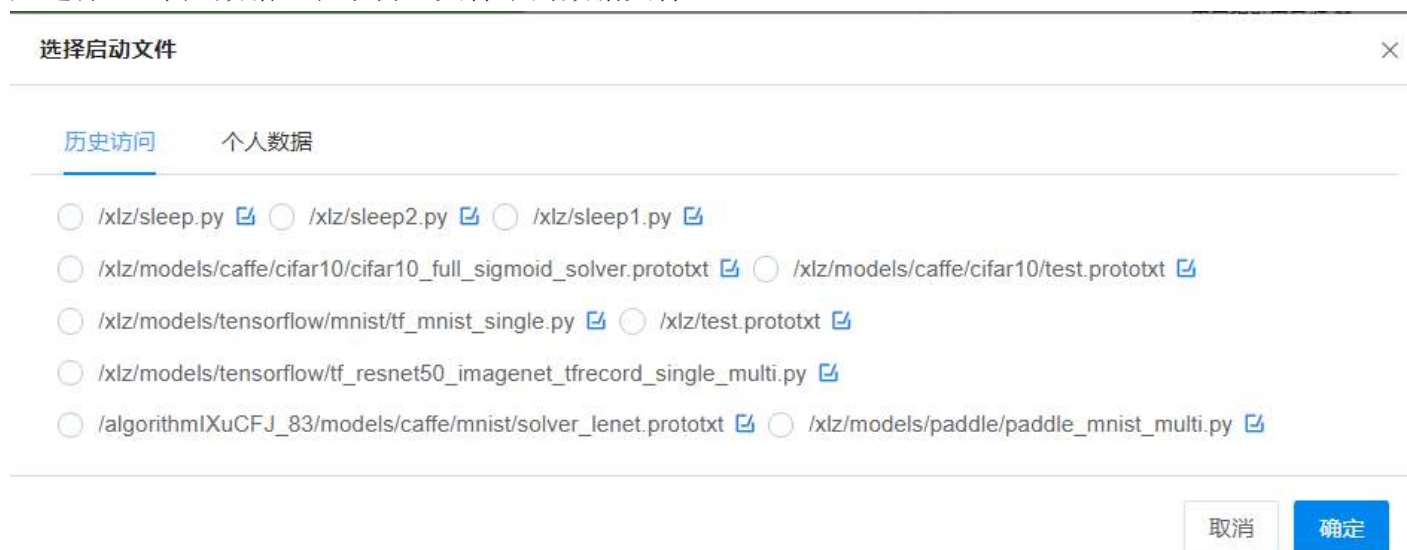 选择启动文件
历史访问 个人数据
/xlz/sleep.py /xlz/sleep2.py /xlz/sleep1.py
/xlz/models/caffe/cifar10/cifar10_full_sigmoid_solver.prototxt /xlz/models/caffe/cifar10/test.prototxt
/xlz/models/tensorflow/mnist/tf_mnist_single.py /xlz/test.prototxt
/xlz/models/tensorflow/tf_resnet50_imagenet_tfrecord_single_multi.py
/algorithmIXuCFJ_83/models/caffe/mnist/solver_lenet.prototxt /xlz/models/paddle/paddle_mnist_multi.py
取消 确定